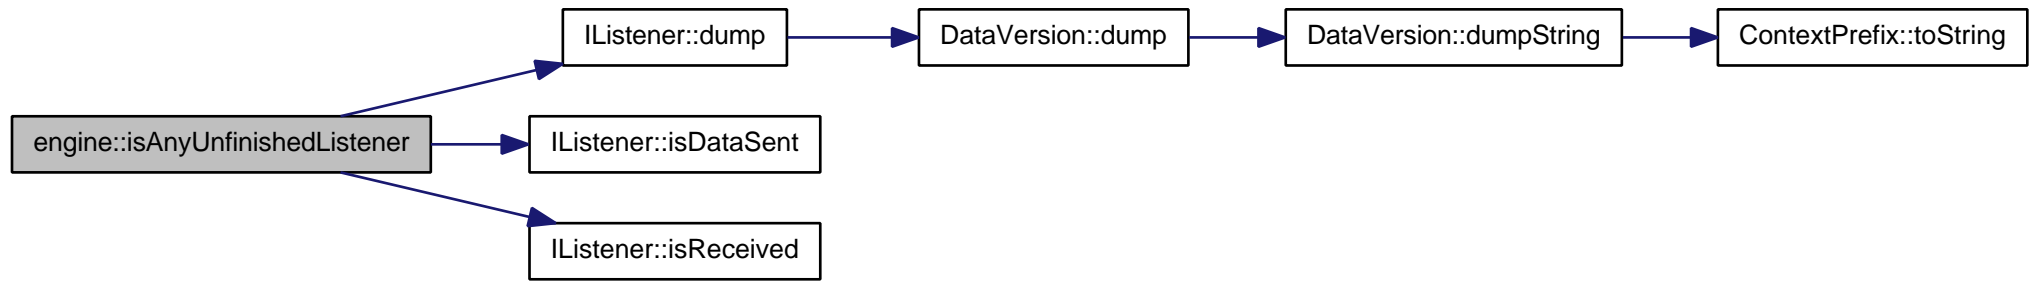 IListener::dump
DataVersion::dump
DataVersion::dumpString
ContextPrefix::toString
engine::isAnyUnfinishedListener
IListener::isDataSent
IListener::isReceived